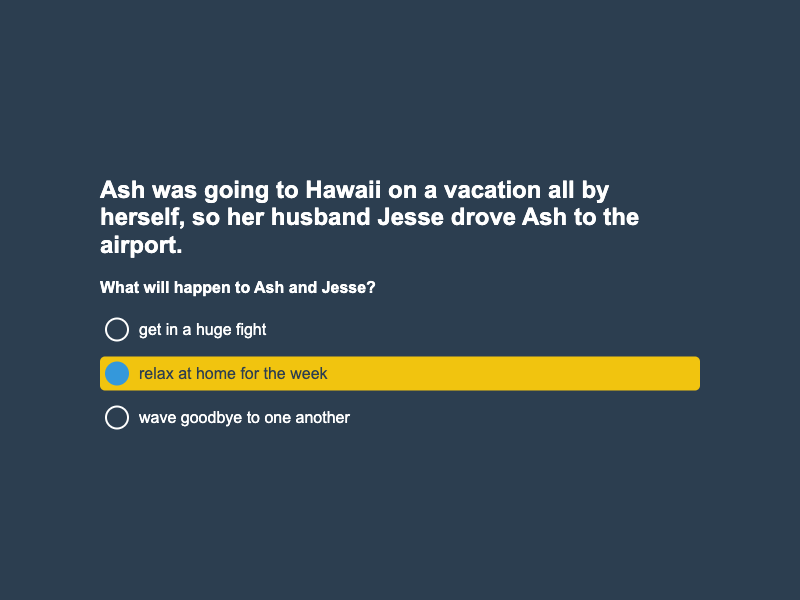 Ash was going to Hawaii on a vacation all by
herself, so her husband Jesse drove Ash to the
airport.
What will happen to Ash and Jesse?
get in a huge fight
relax at home for the week
wave goodbye to one another